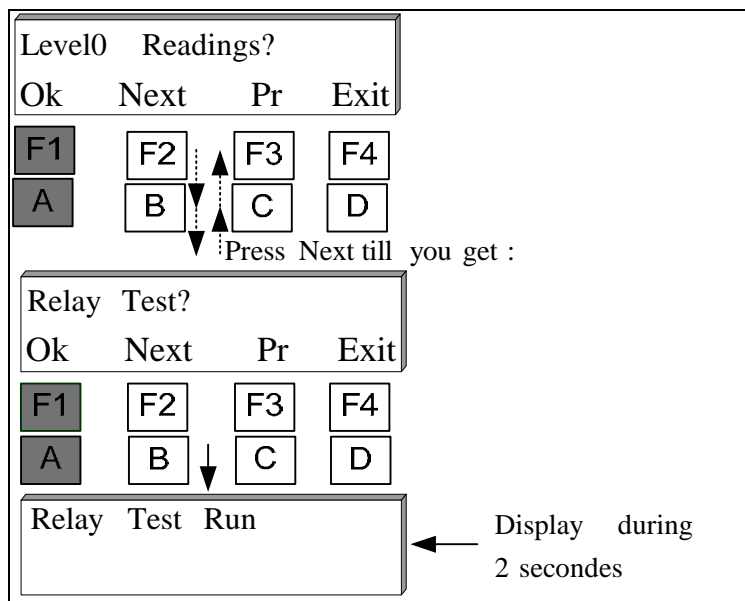 Level0 Readings?
Ok Next Pr Exit
F1 F2 F3 F4
A B C D
Press Next till you get :
Relay Test?
Ok Next Pr Exit
F1 F2 F3 F4
A B C D
Relay Test Run
Display during
2 secondes